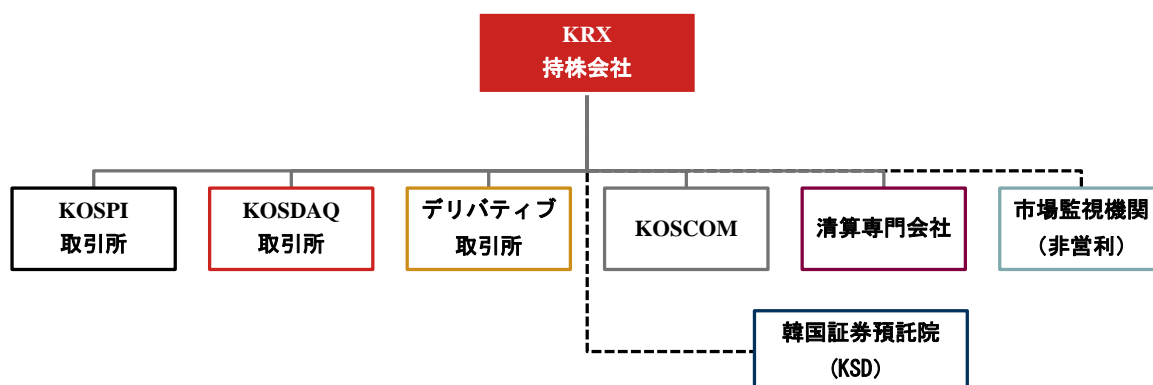 KRX
持株会社
KOSPI
取引所
KOSDAQ
取引所
デリバティブ
取引所
KOSCOM
清算専門会社
市場監視機関
(非営利)
韓国証券預託院
(KSD)